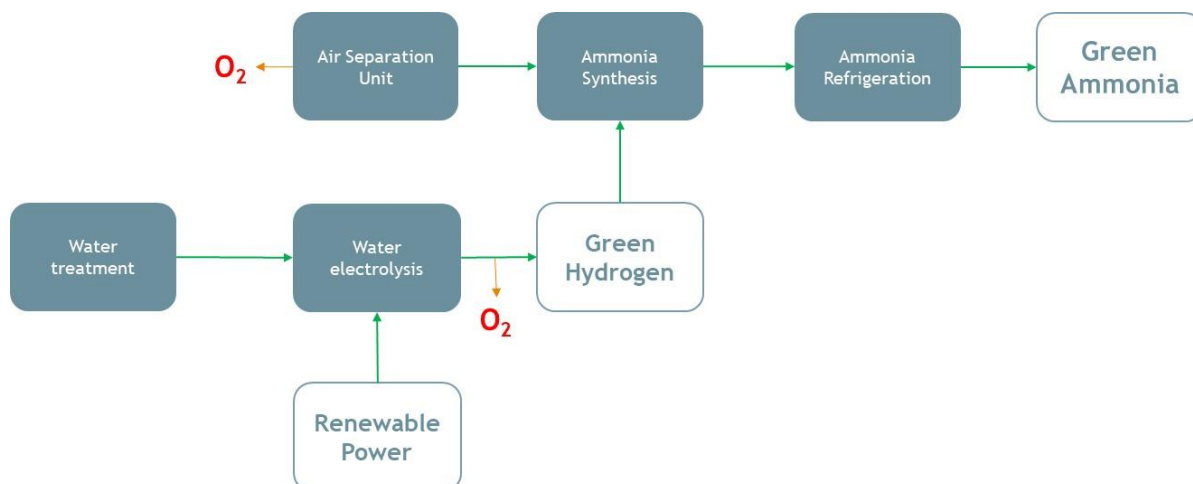 O₂
Air Separation
Unit
Ammonia
Synthesis
Ammonia
Refrigeration
Green
Ammonia
Water
treatment
Water
electrolysis
Green
Hydrogen
O₂
Renewable
Power